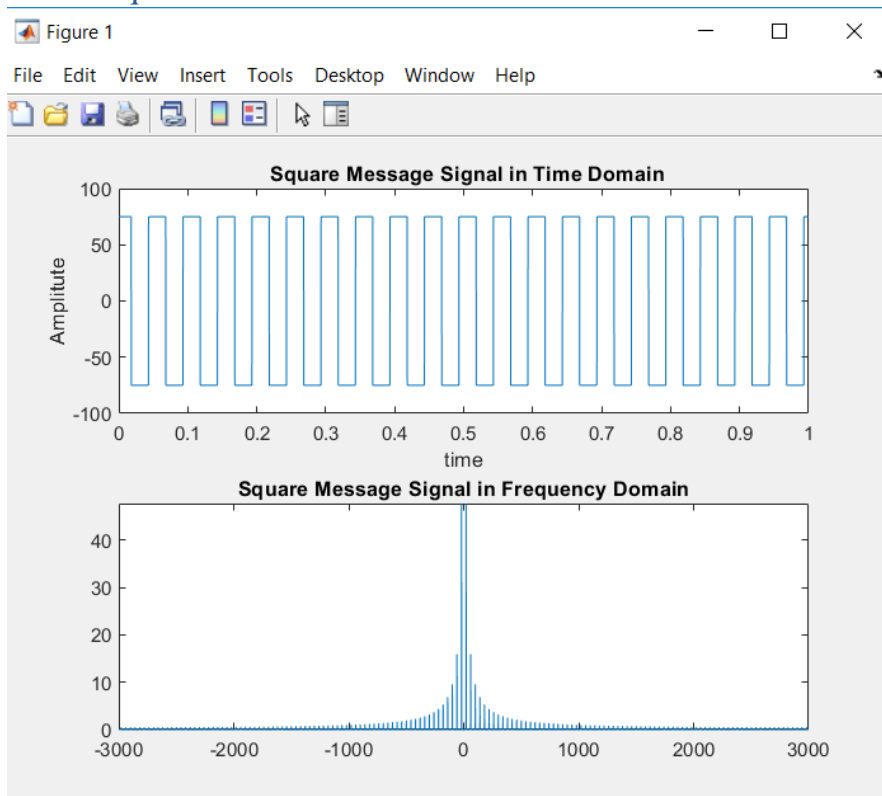 Figure 1
File Edit View Insert Tools Desktop Window Help
Square Message Signal in Time Domain
100
50
0
-50
-100
Amplitute
0 0.1 0.2 0.3 0.4 0.5 0.6 0.7 0.8 0.9 1
time
Square Message Signal in Frequency Domain
40
30
20
10
0
-3000 -2000 -1000 0 1000 2000 3000